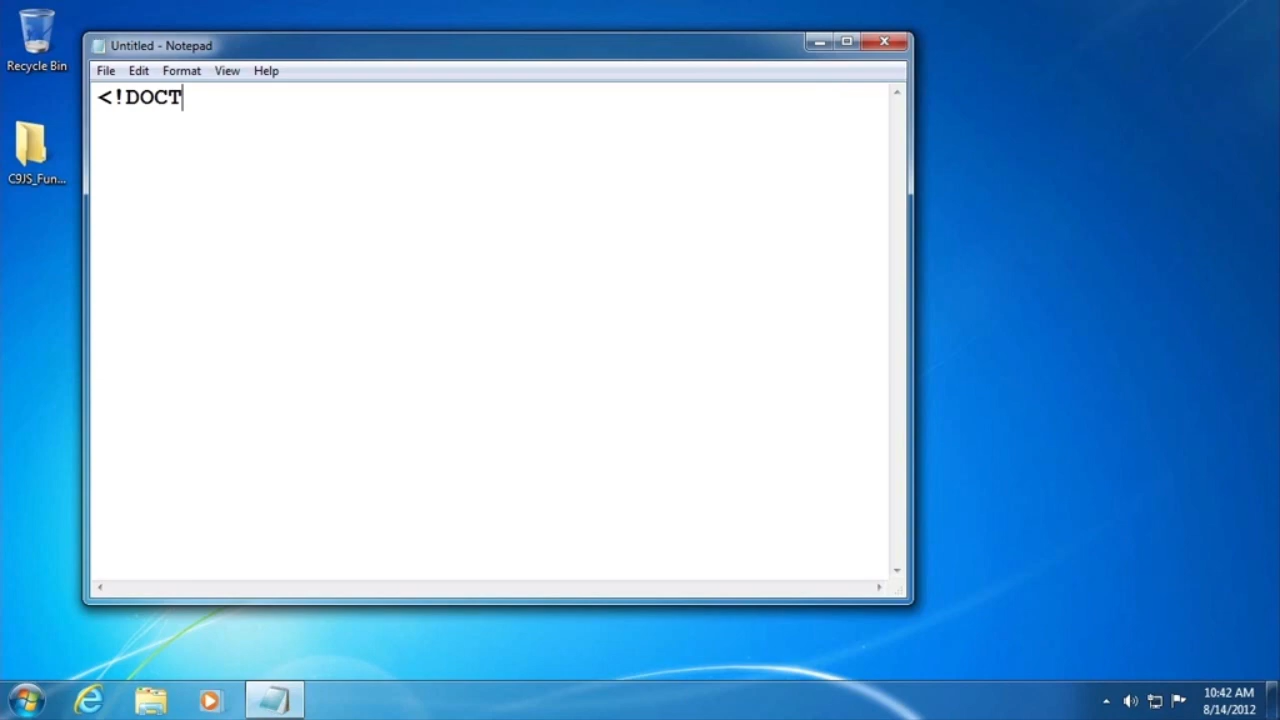 Recycle Bin
C9JS_Fun...
Untitled - Notepad
File Edit Format View Help
<!DOCT
10:42 AM
8/14/2012